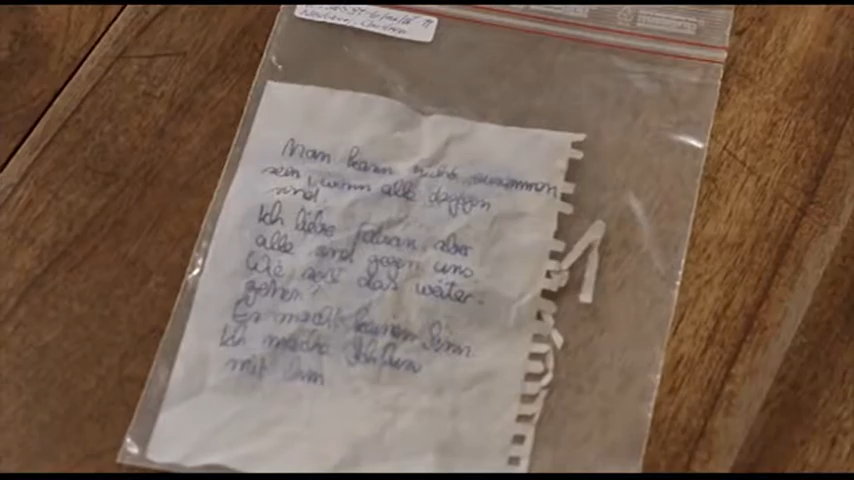 Man kann nicht zusammen
sein, wenn alle dagegen
sind.
Ich liebe aber
alle sind gegen uns.
Wie soll das weiter-
gehen?
Es macht keinen Sinn
Ich mache Schluss
mit ihm